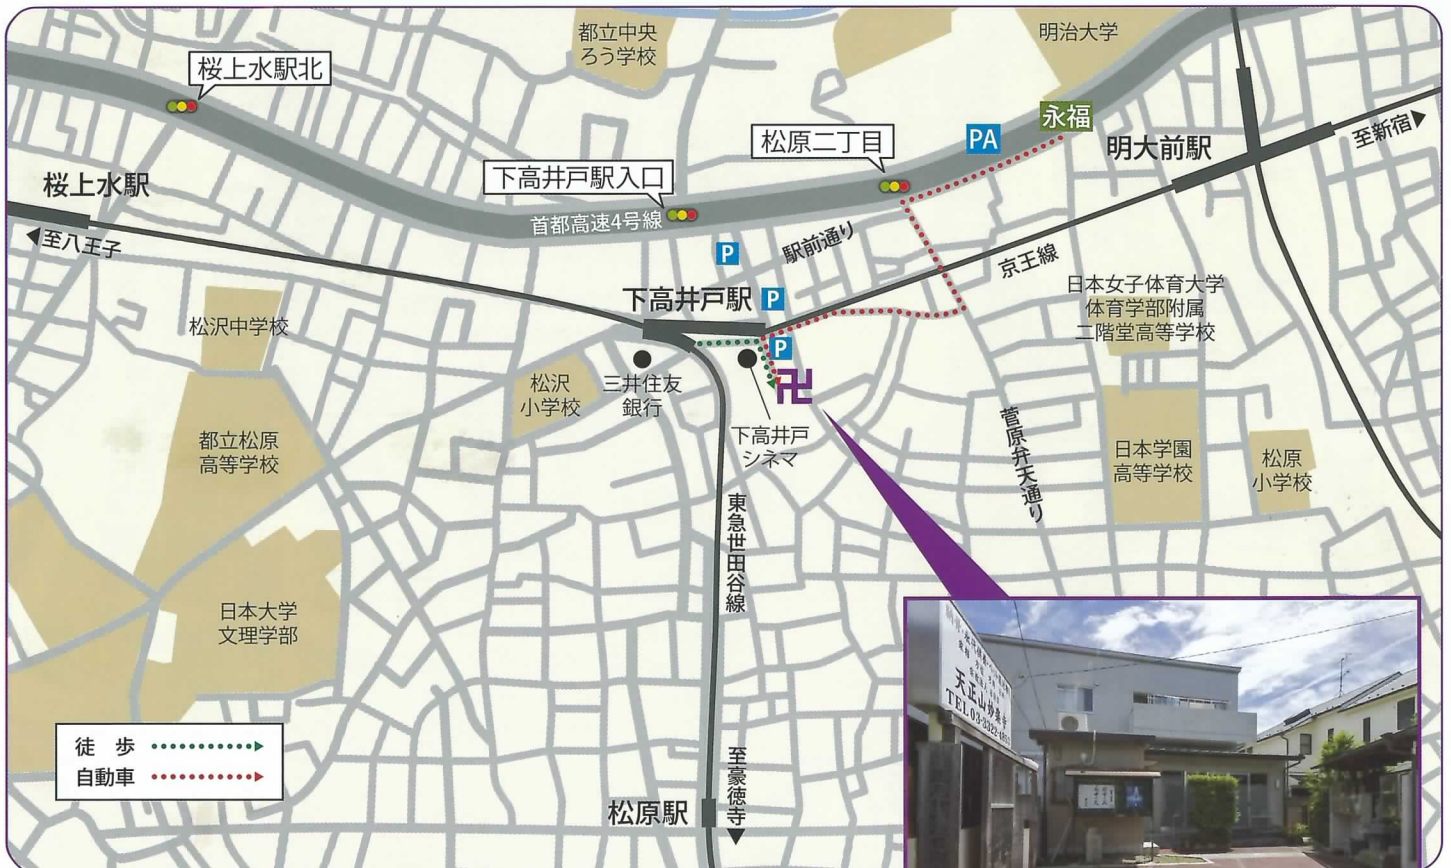 都立中央
ろう学校
明治大学
桜上水駅北
永福
PA
松原二丁目
明大前駅
至新宿
下高井戸駅入口
桜上水駅
首都高速4号線
至八王子
P
駅前通り
京王線
下高井戸駅
P
日本女子体育大学
体育学部附属
二階堂高等学校
松沢中学校
P
松沢
小学校
三井住友
銀行
卍
下高井戸
シネマ
菅原弁天通り
都立松原
高等学校
日本学園
高等学校
松原
小学校
東急世田谷線
日本大学
文理学部
天正山妙栄寺
TEL 03-3322-
徒 歩
自動車
至豪徳寺
松原駅